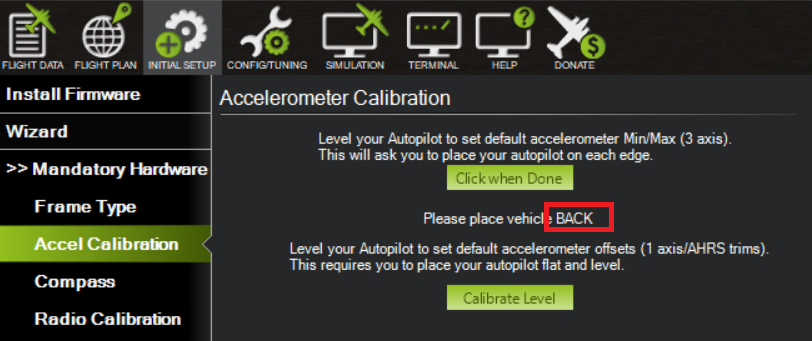 FLIGHT DATA FLIGHT PLAN INITIAL SETUP CONFIG/TUNING SIMULATION TERMINAL HELP DONATE
Install Firmware
Wizard
>> Mandatory Hardware
Frame Type
Accel Calibration
Compass
Radio Calibration
Accelerometer Calibration
Level your Autopilot to set default accelerometer Min/Max (3 axis).
This will ask you to place your autopilot on each edge.
Click when Done
Please place vehicle BACK
Level your Autopilot to set default accelerometer offsets (1 axis/AHRS trims).
This requires you to place your autopilot flat and level.
Calibrate Level